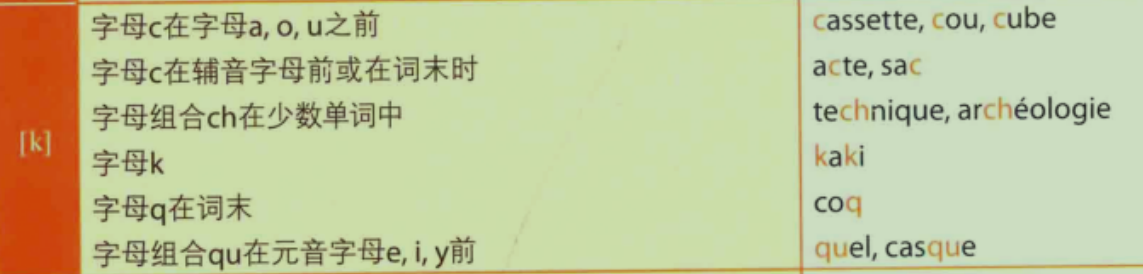 [k]
字母c在字母a, o, u之前 cassette, cou, cube
字母c在辅音字母前或在词末时 acte, sac
字母组合ch在少数单词中 technique, archéologie
字母k kaki
字母q在词末 coq
字母组合qu在元音字母e, i, y前 quel, casque